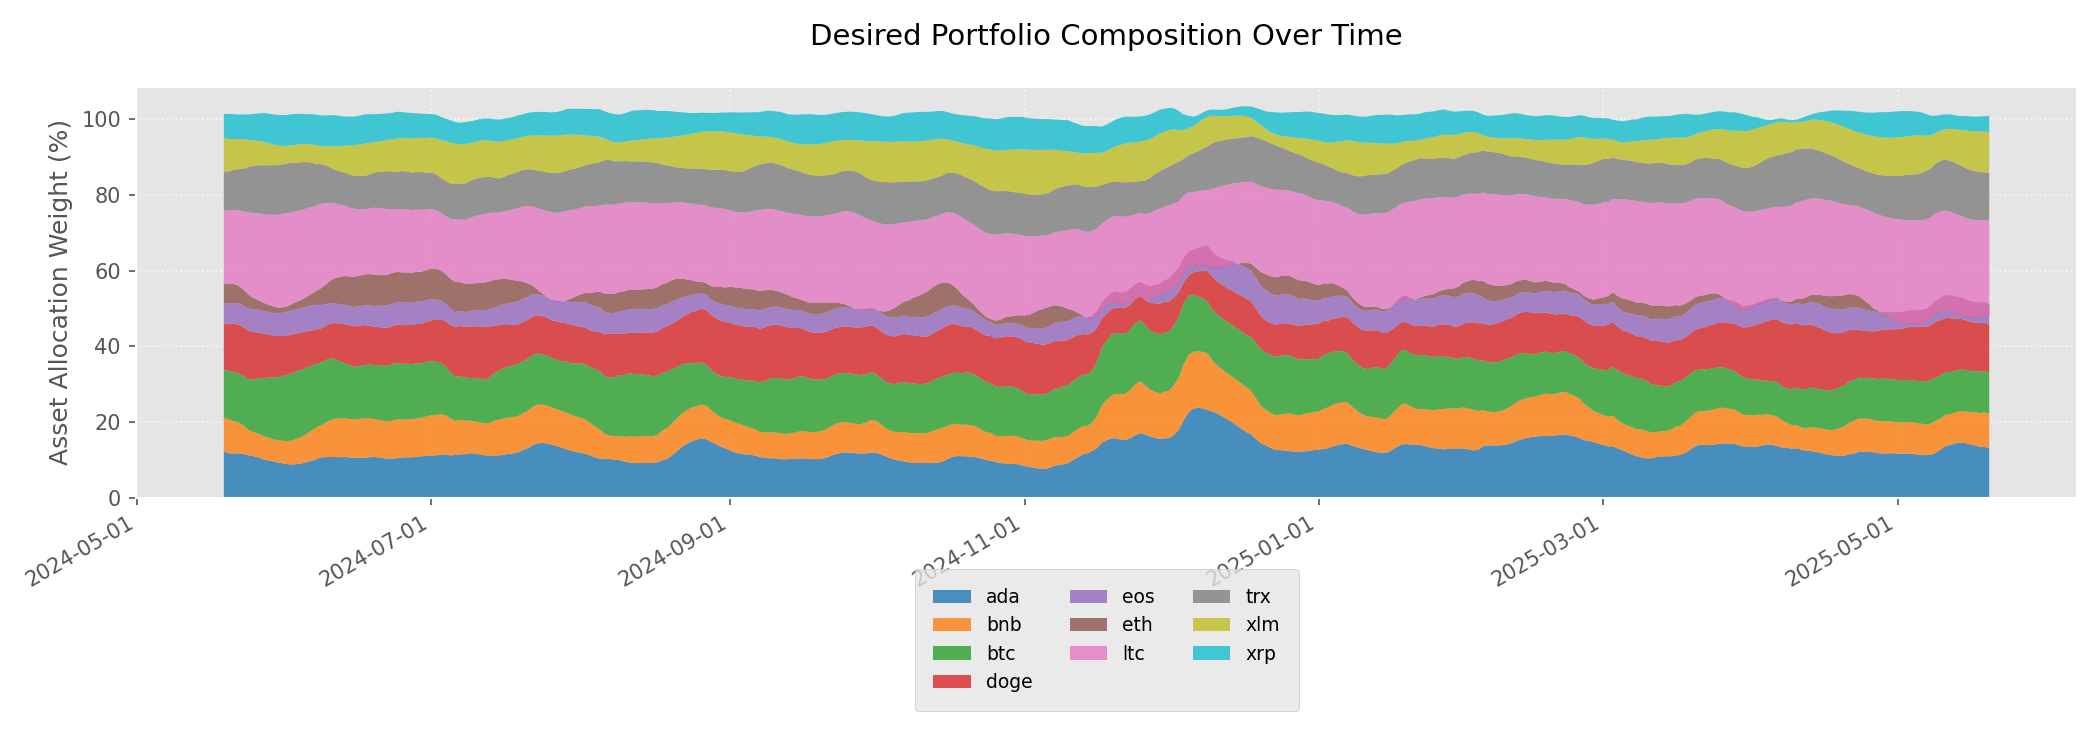 Desired Portfolio Composition Over Time
Asset Allocation Weight (%)
100
80
60
40
20
0
2024-05-01
2024-07-01
2024-09-01
2024-11-01
2025-01-01
2025-03-01
2025-05-01
ada
bnb
btc
doge
eos
eth
ltc
trx
xlm
xrp